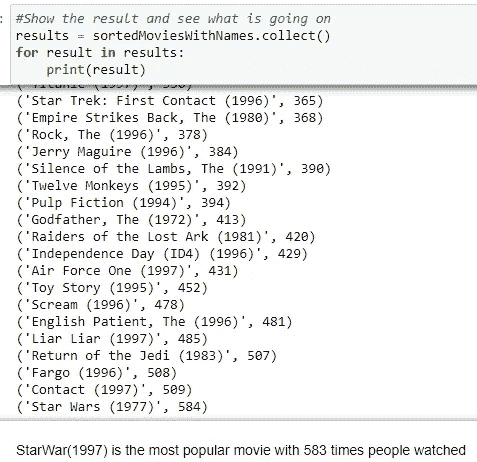 #Show the result and see what is going on
results = sortedMoviesWithNames.collect()
for result in results:
    print(result)
('Titanic (1997)', 350)
('Star Trek: First Contact (1996)', 365)
('Empire Strikes Back, The (1980)', 368)
('Rock, The (1996)', 378)
('Jerry Maguire (1996)', 384)
('Silence of the Lambs, The (1991)', 390)
('Twelve Monkeys (1995)', 392)
('Pulp Fiction (1994)', 394)
('Godfather, The (1972)', 413)
('Raiders of the Lost Ark (1981)', 420)
('Independence Day (ID4) (1996)', 429)
('Air Force One (1997)', 431)
('Toy Story (1995)', 452)
('Scream (1996)', 478)
('English Patient, The (1996)', 481)
('Liar Liar (1997)', 485)
('Return of the Jedi (1983)', 507)
('Fargo (1996)', 508)
('Contact (1997)', 509)
('Star Wars (1977)', 584)
StarWar(1997) is the most popular movie with 583 times people watched